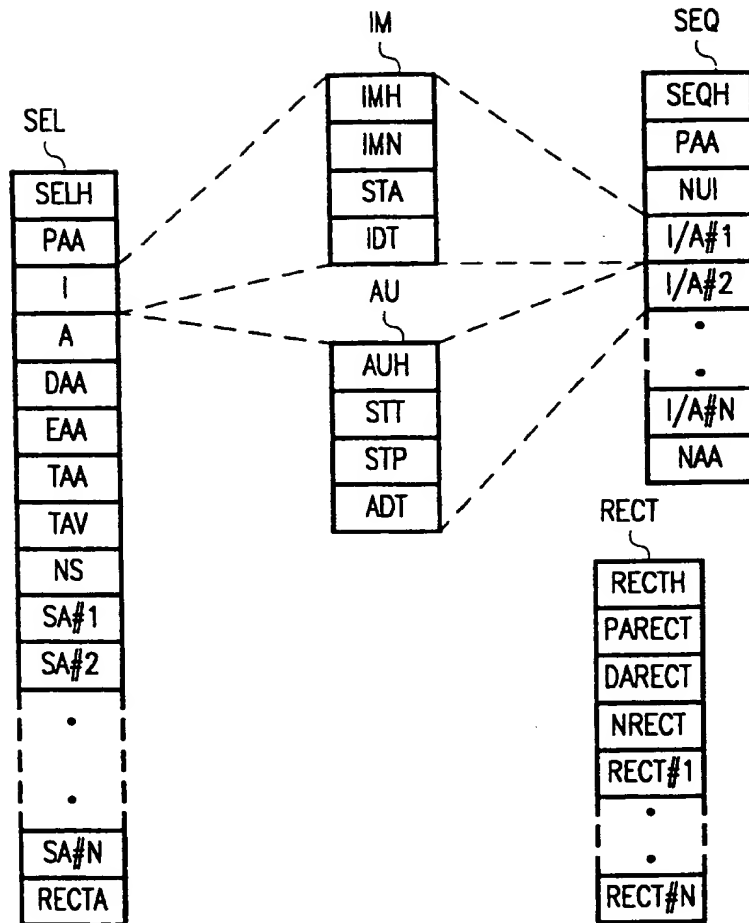 SEL
SELH
PAA
I
A
DAA
EAA
TAA
TAV
NS
SA#1
SA#2
SA#N
RECTA
IM
IMH
IMN
STA
IDT
AU
AUH
STT
STP
ADT
SEQ
SEQH
PAA
NUI
I/A#1
I/A#2
I/A#N
NAA
RECT
RECTH
PARECT
DARECT
NRECT
RECT#1
RECT#N